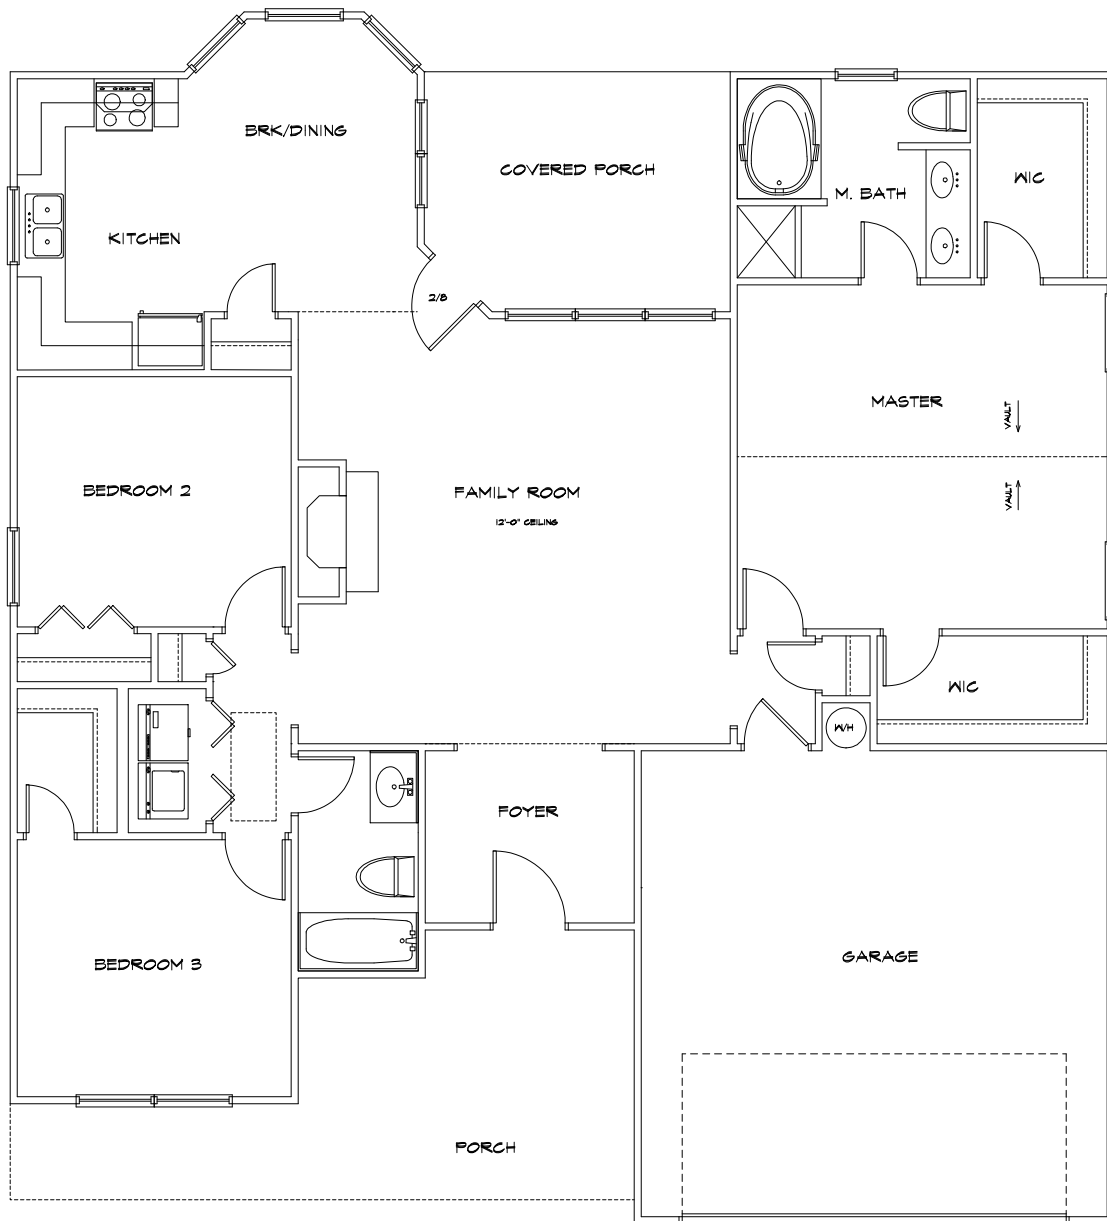 BRK/DINING
COVERED PORCH
M. BATH
WIC
KITCHEN
2/8
MASTER
VAULT
VAULT
BEDROOM 2
FAMILY ROOM
12'-0" CEILING
WIC
W/H
FOYER
BEDROOM 3
GARAGE
PORCH